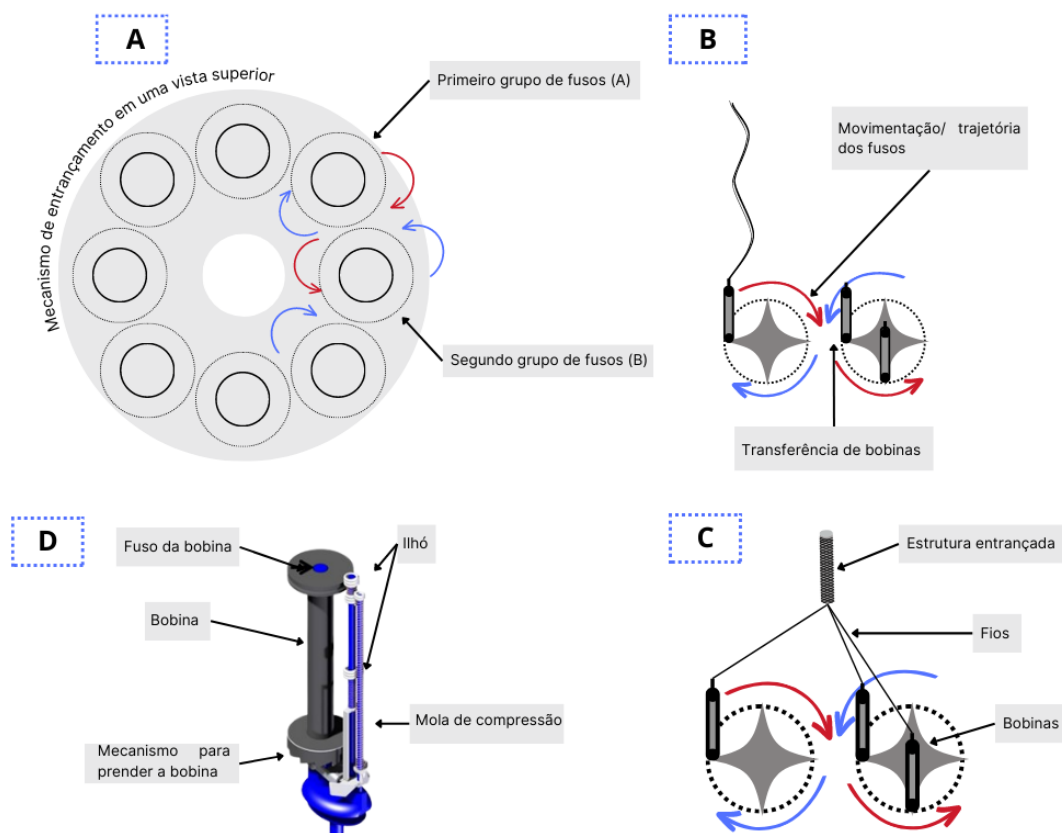 A
Mecanismo de entrançamento em uma vista superior
Primeiro grupo de fusos (A)
Segundo grupo de fusos (B)
B
Movimentação/ trajetória
dos fusos
Transferência de bobinas
D
Fuso da bobina
Ilhó
Bobina
Mola de compressão
Mecanismo para
prender a bobina
C
Estrutura entrançada
Fios
Bobinas